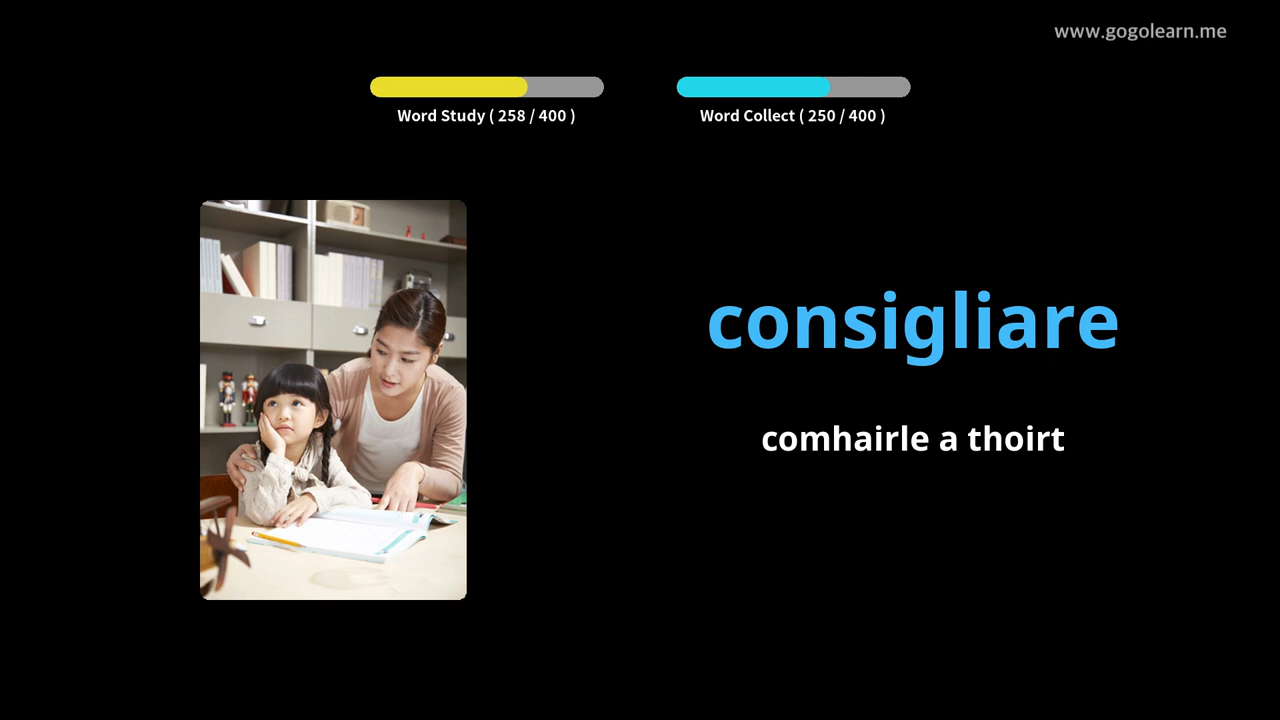 www.gogolearn.me
Word Study ( 258 / 400 )
Word Collect ( 250 / 400 )
consigliare
comhairle a thoirt